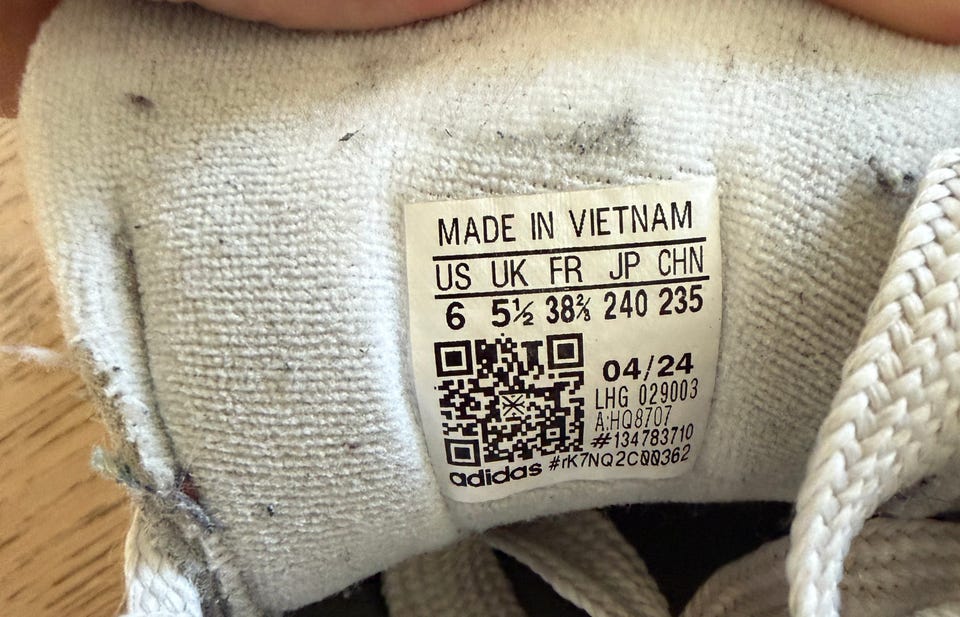 MADE IN VIETNAM
US UK FR JP CHN
6 5½ 38⅔ 240 235
04/24
LHG 029003
A:HQ8707
#134783710
adidas #rK7NQ2C00362